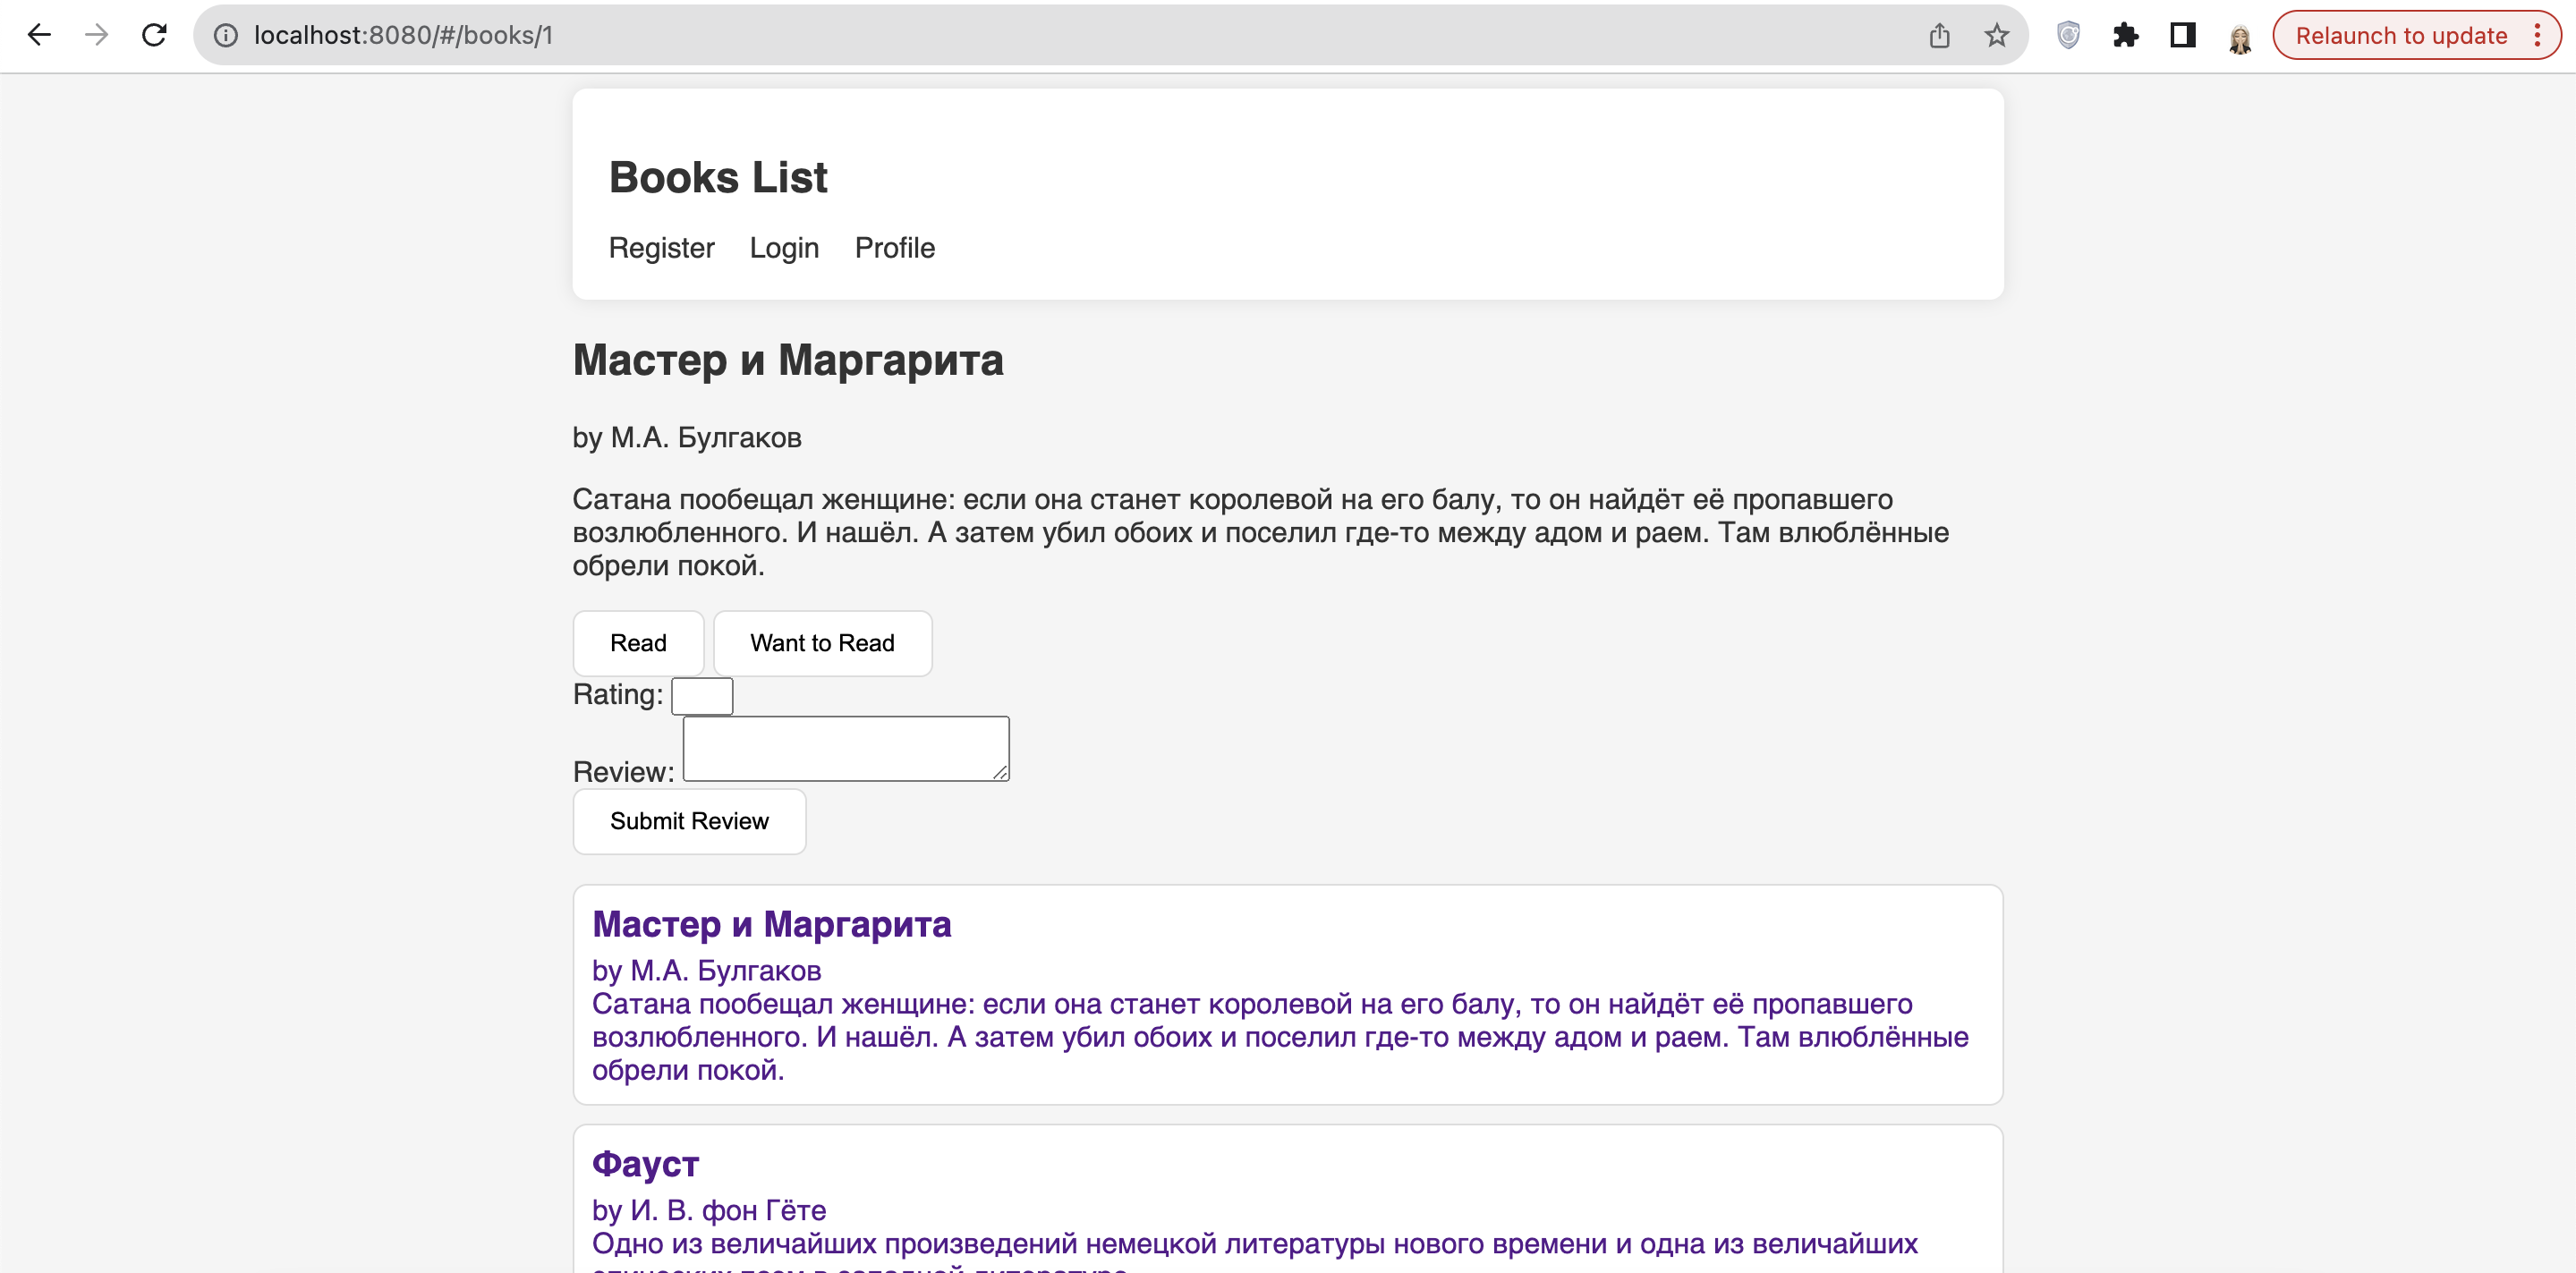 localhost:8080/#/books/1
Relaunch to update
Books List
Register Login Profile
Мастер и Маргарита
by М.А. Булгаков
Сатана пообещал женщине: если она станет королевой на его балу, то он найдёт её пропавшего
возлюбленного. И нашёл. А затем убил обоих и поселил где-то между адом и раем. Там влюблённые
обрели покой.
Read Want to Read
Rating:
Review:
Submit Review
Мастер и Маргарита
by М.А. Булгаков
Сатана пообещал женщине: если она станет королевой на его балу, то он найдёт её пропавшего
возлюбленного. И нашёл. А затем убил обоих и поселил где-то между адом и раем. Там влюблённые
обрели покой.
Фауст
by И. В. фон Гёте
Одно из величайших произведений немецкой литературы нового времени и одна из величайших